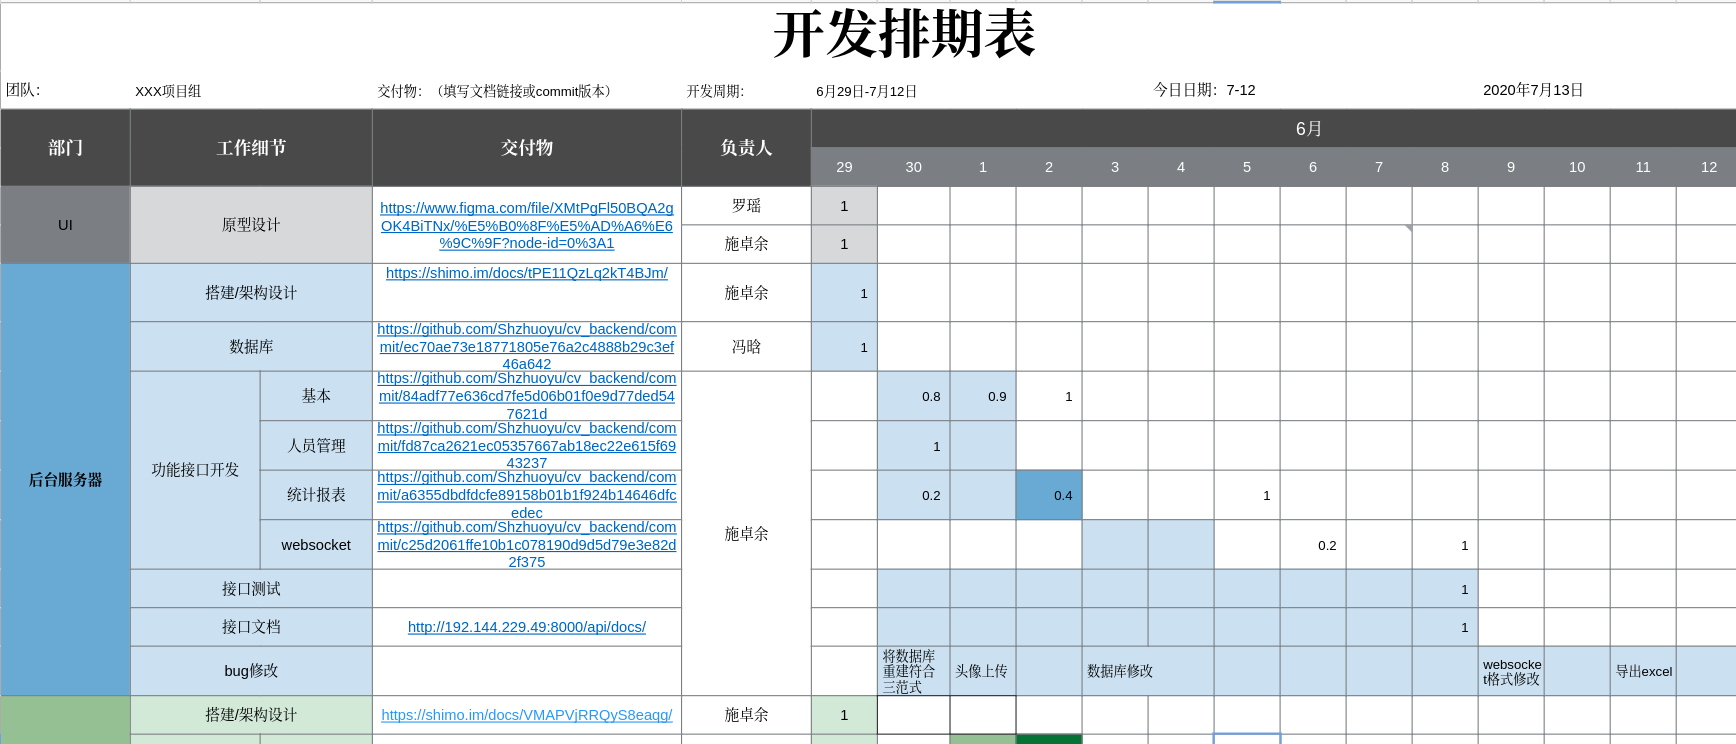 开发排期表
团队：
XXX项目组
交付物：（填写文档链接或commit版本）
开发周期：
6月29日-7月12日
今日日期：7-12
2020年7月13日
部门
工作细节
交付物
负责人
6月
29 30 1 2 3 4 5 6 7 8 9 10 11 12
UI
原型设计
https://www.figma.com/file/XMtPgFl50BQA2g
OK4BiTNx/%E5%B0%8F%E5%AD%A6%E6
%9C%9F?node-id=0%3A1
罗瑶
1
施卓余
1
后台服务器
搭建/架构设计
https://shimo.im/docs/tPE11QzLq2kT4BJm/
施卓余
1
数据库
https://github.com/Shzhuoyu/cv_backend/com
mit/ec70ae73e18771805e76a2c4888b29c3ef
46a642
冯晗
1
功能接口开发
基本
https://github.com/Shzhuoyu/cv_backend/com
mit/84adf77e636cd7fe5d06b01f0e9d77ded54
7621d
施卓余
0.8 0.9 1
人员管理
https://github.com/Shzhuoyu/cv_backend/com
mit/fd87ca2621ec05357667ab18ec22e615f69
43237
1
统计报表
https://github.com/Shzhuoyu/cv_backend/com
mit/a6355dbdfdcfe89158b01b1f924b14646dfc
edec
0.2 0.4 1
websocket
https://github.com/Shzhuoyu/cv_backend/com
mit/c25d2061ffe10b1c078190d9d5d79e3e82d
2f375
0.2 1
接口测试
1
接口文档
http://192.144.229.49:8000/api/docs/
1
bug修改
将数据库
重建符合
三范式
头像上传
数据库修改
websocke
t格式修改
导出excel
搭建/架构设计
https://shimo.im/docs/VMAPVjRRQyS8eaqg/
施卓余
1